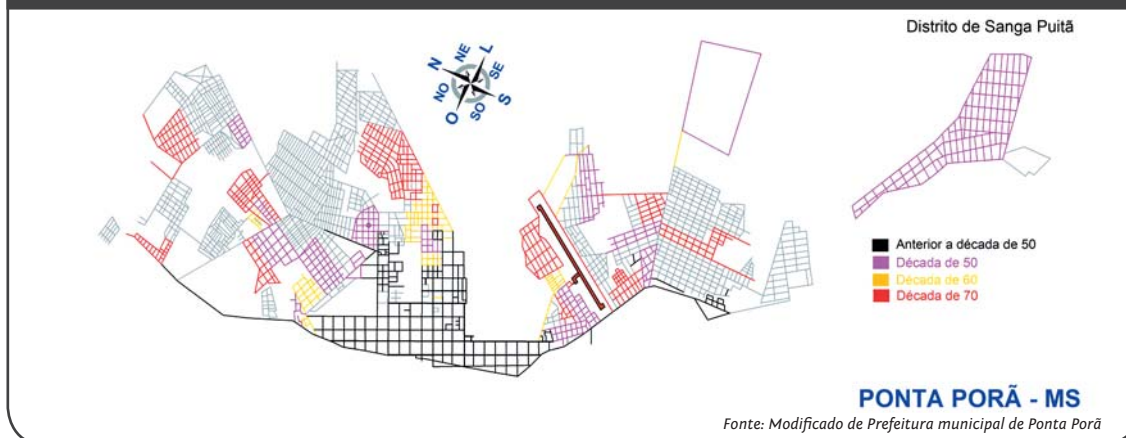 Distrito de Sanga Puitã
N
NE
L
SE
S
SO
O
NO
Anterior a década de 50
Década de 50
Década de 60
Década de 70
PONTA PORÃ - MS
Fonte: Modificado de Prefeitura municipal de Ponta Porã